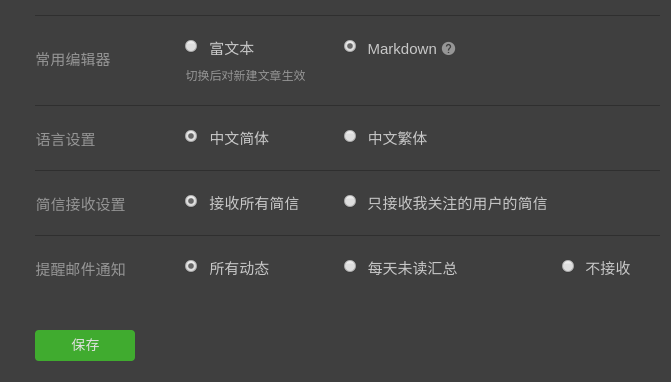 常用编辑器 富文本 Markdown ?
切换后对新建文章生效
语言设置 中文简体 中文繁体
简信接收设置 接收所有简信 只接收我关注的用户的简信
提醒邮件通知 所有动态 每天未读汇总 不接收
保存